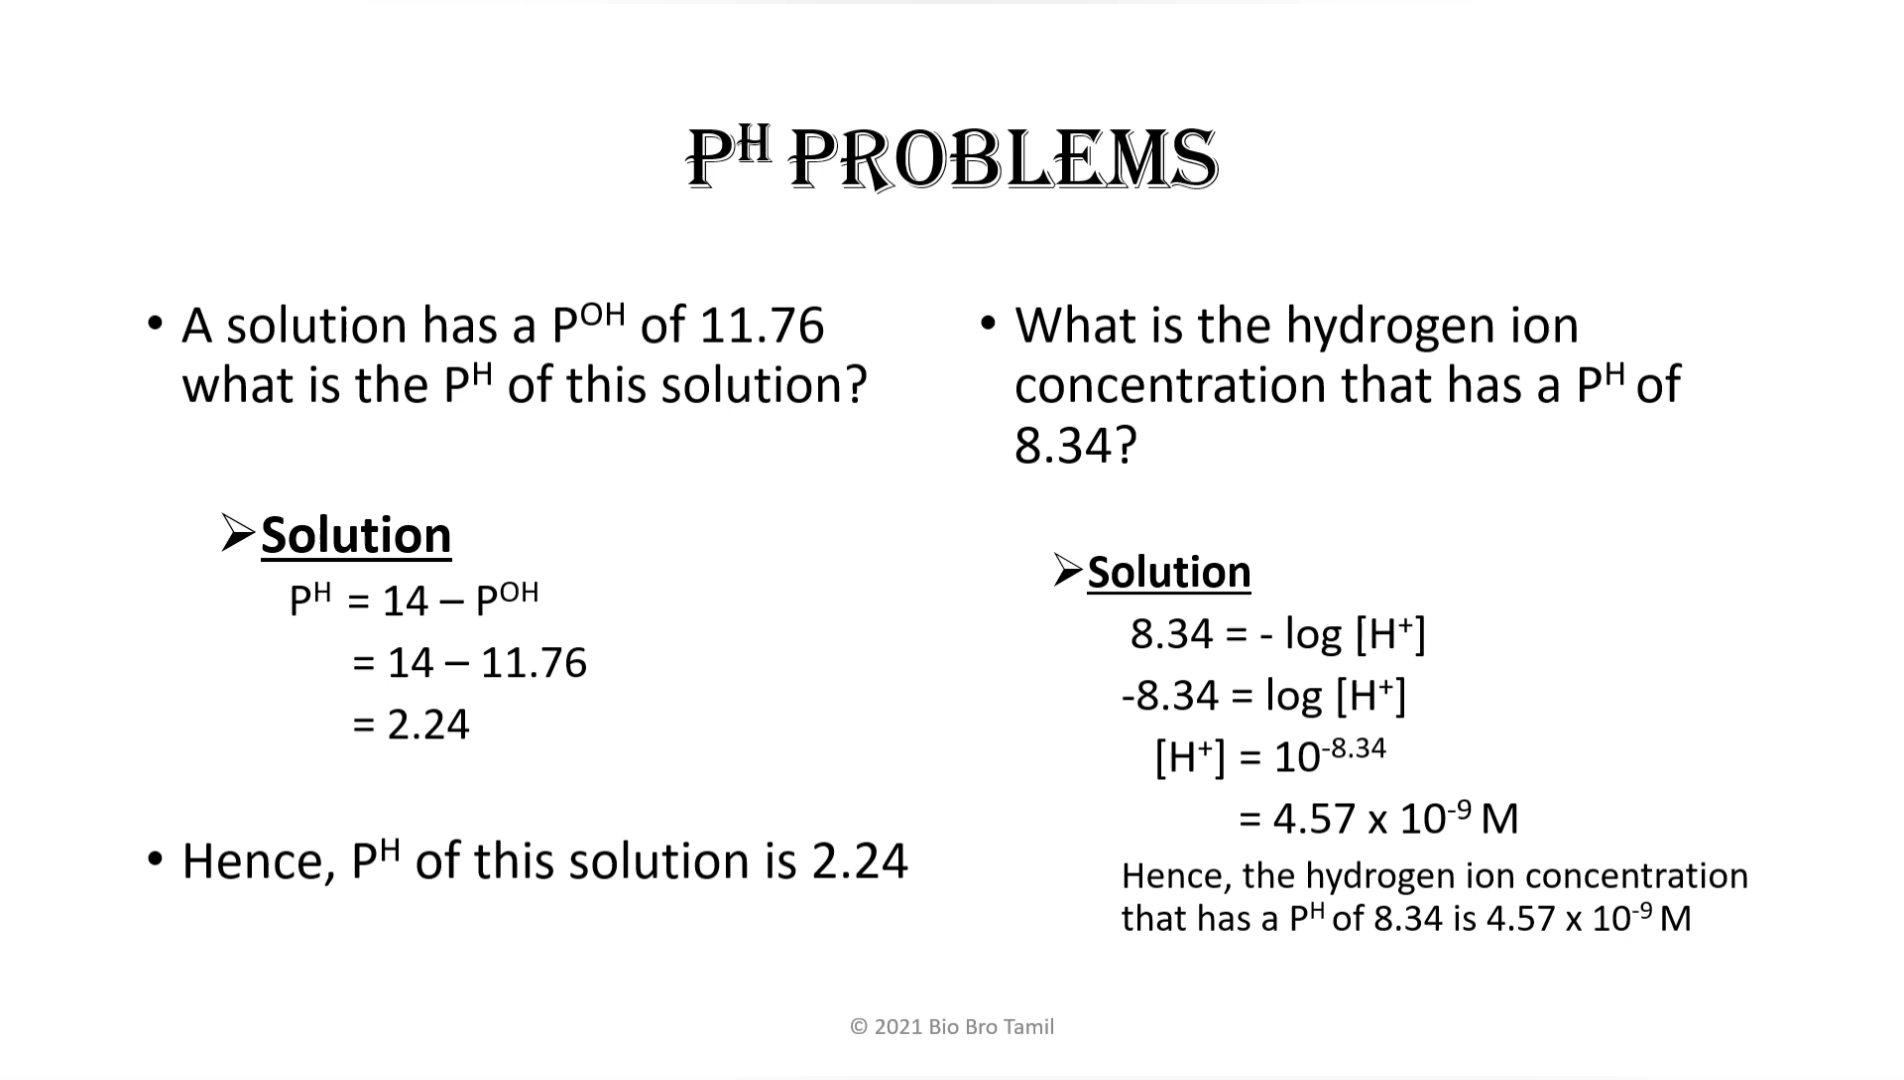 Pᴴ PROBLEMS
• A solution has a Pᴼᴴ of 11.76
what is the Pᴴ of this solution?
➢Solution
Pᴴ = 14 – Pᴼᴴ
= 14 – 11.76
= 2.24
• Hence, Pᴴ of this solution is 2.24
• What is the hydrogen ion
concentration that has a Pᴴ of
8.34?
➢Solution
8.34 = - log [H⁺]
-8.34 = log [H⁺]
[H⁺] = 10⁻⁸·³⁴
= 4.57 x 10⁻⁹ M
Hence, the hydrogen ion concentration
that has a Pᴴ of 8.34 is 4.57 x 10⁻⁹ M
© 2021 Bio Bro Tamil